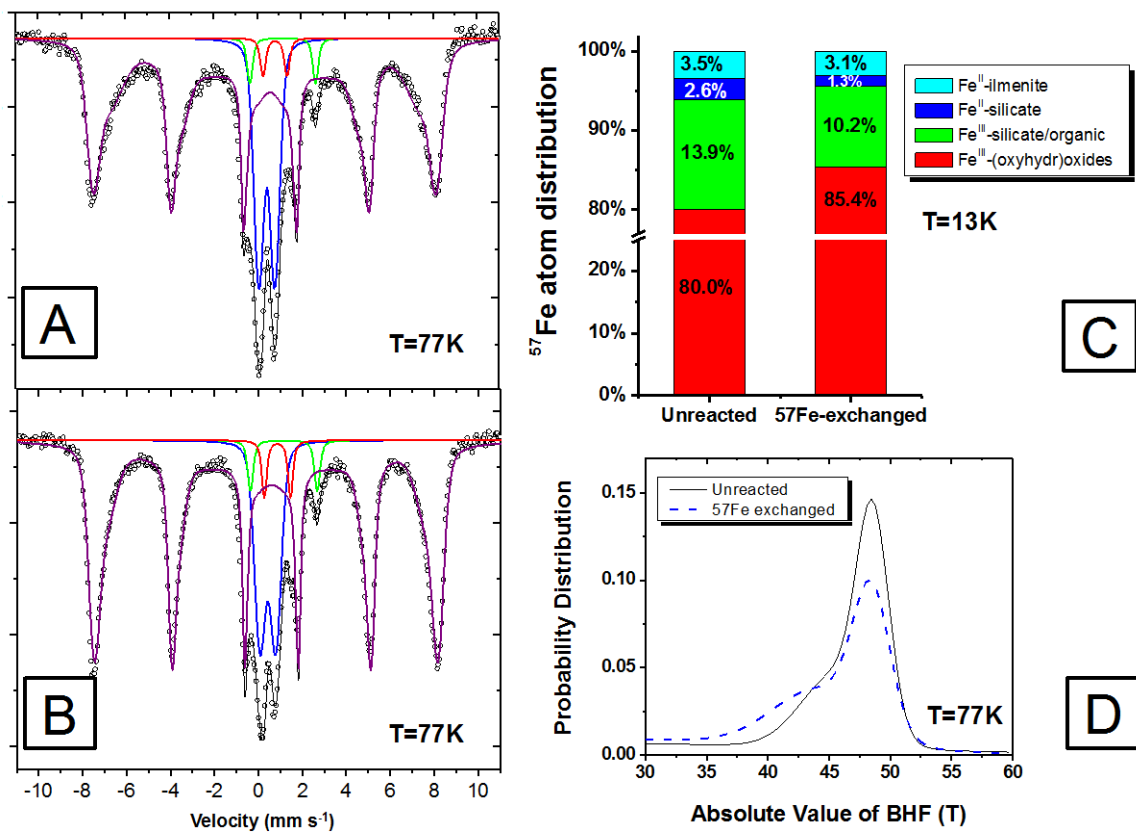 A
T=77K
B
T=77K
-10 -8 -6 -4 -2 0 2 4 6 8 10
Velocity (mm s-1)
57Fe atom distribution
100%
90%
80%
20%
10%
0%
3.5%
2.6%
13.9%
80.0%
3.1%
1.3%
10.2%
85.4%
Unreacted 57Fe-exchanged
FeII-ilmenite
FeII-silicate
FeIII-silicate/organic
FeIII-(oxyhydr)oxides
T=13K
C
Probability Distribution
0.15
0.10
0.05
0.00
Unreacted
57Fe exchanged
T=77K
30 35 40 45 50 55 60
Absolute Value of BHF (T)
D